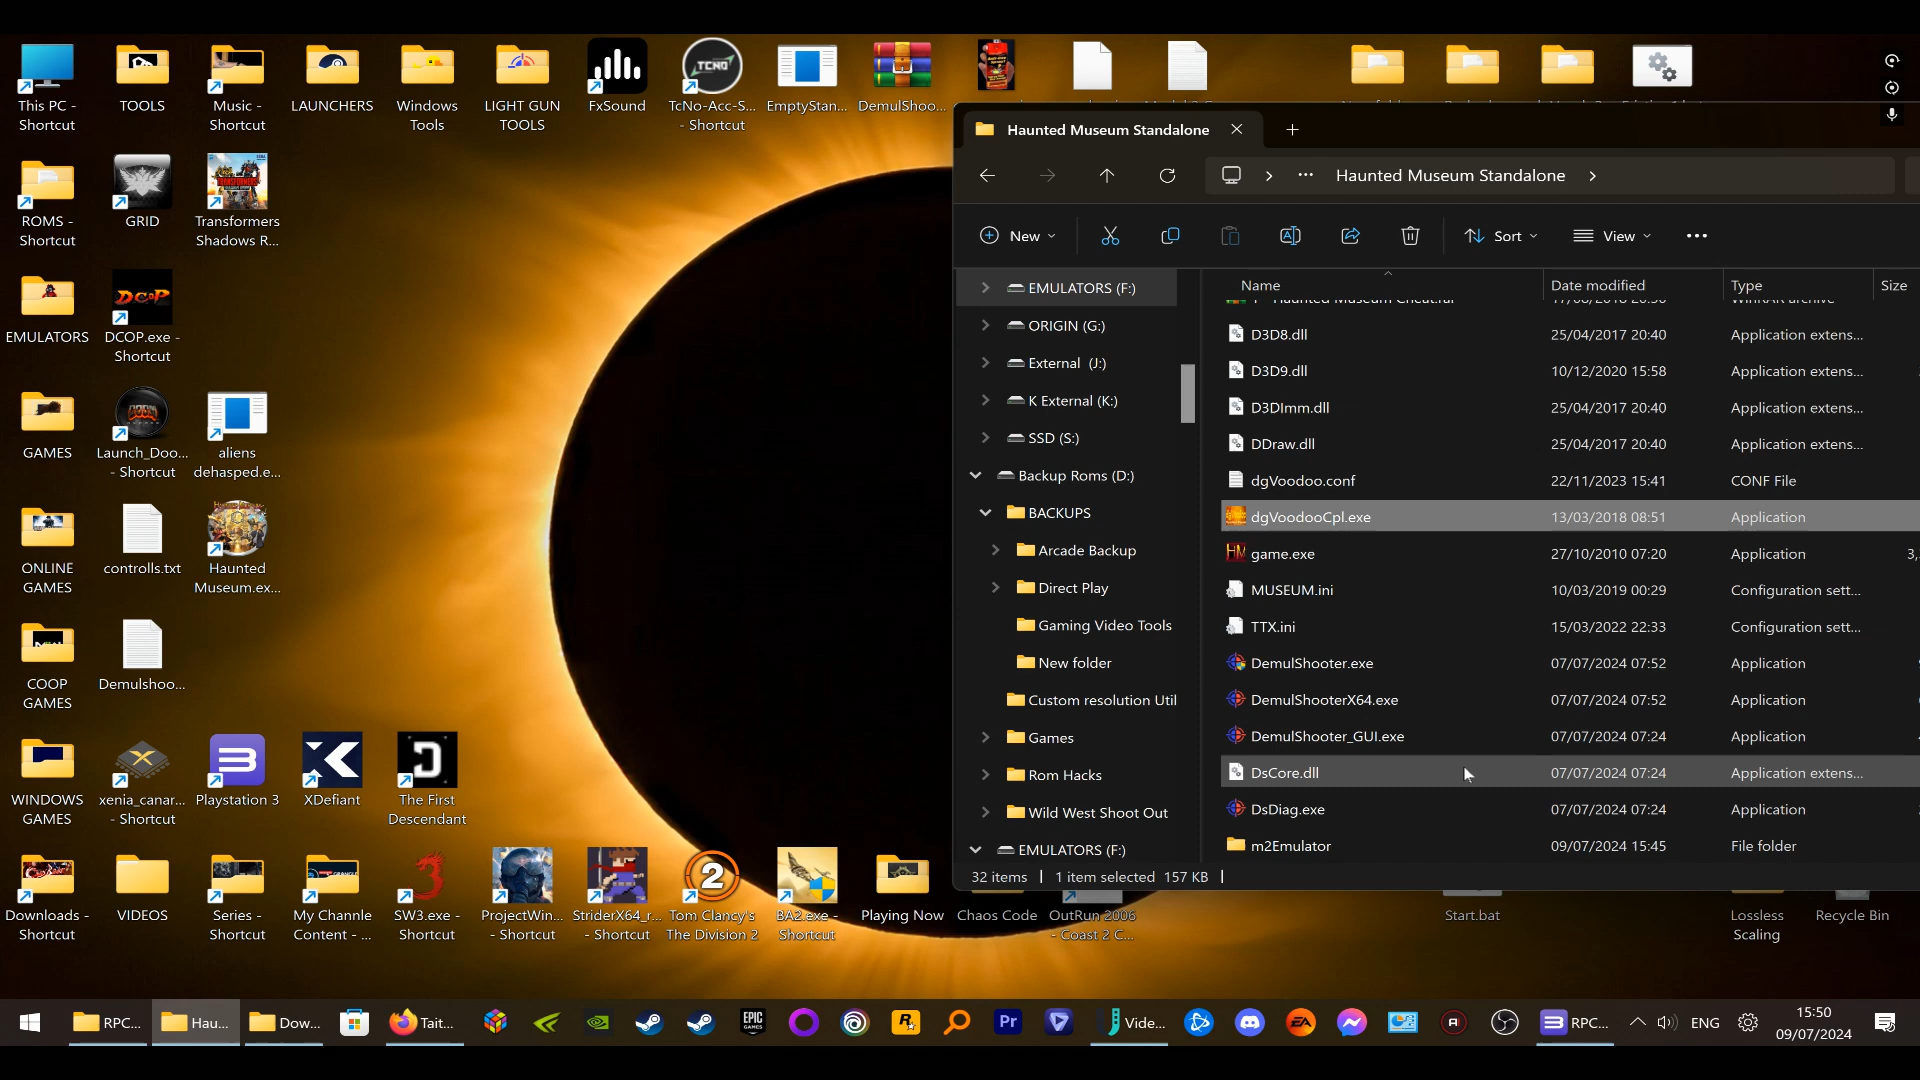 This PC -
Shortcut
TOOLS
Music -
Shortcut
LAUNCHERS
Windows
Tools
LIGHT GUN
TOOLS
FxSound
TcNo-Acc-S...
- Shortcut
EmptyStan...
DemulShoo...
TCNO
ROMS -
Shortcut
GRID
Transformers
Shadows R...
EMULATORS
DCOP
DCOP.exe -
Shortcut
GAMES
Launch_Doo...
- Shortcut
aliens
dehasped.e...
ONLINE
GAMES
controlls.txt
Haunted
Museum.ex...
COOP
GAMES
Demulshoo...
WINDOWS
GAMES
xenia_canar...
- Shortcut
Playstation 3
XDefiant
The First
Descendant
Downloads -
Shortcut
VIDEOS
Series -
Shortcut
My Channle
Content - ...
SW3.exe -
Shortcut
ProjectWin...
- Shortcut
StriderX64_r...
- Shortcut
Tom Clancy's
The Division 2
BA2.exe -
Shortcut
Playing Now
Chaos Code
OutRun 2006
- Coast 2 C...
Start.bat
Lossless
Scaling
Recycle Bin
Haunted Museum Standalone
Haunted Museum Standalone
New
Sort
View
EMULATORS (F:)
ORIGIN (G:)
External (J:)
K External (K:)
SSD (S:)
Backup Roms (D:)
BACKUPS
Arcade Backup
Direct Play
Gaming Video Tools
New folder
Custom resolution Util
Games
Rom Hacks
Wild West Shoot Out
EMULATORS (F:)
Name Date modified Type Size
D3D8.dll 25/04/2017 20:40 Application extens...
D3D9.dll 10/12/2020 15:58 Application extens...
D3DImm.dll 25/04/2017 20:40 Application extens...
DDraw.dll 25/04/2017 20:40 Application extens...
dgVoodoo.conf 22/11/2023 15:41 CONF File
dgVoodooCpl.exe 13/03/2018 08:51 Application
game.exe 27/10/2010 07:20 Application 3,
MUSEUM.ini 10/03/2019 00:29 Configuration sett...
TTX.ini 15/03/2022 22:33 Configuration sett...
DemulShooter.exe 07/07/2024 07:52 Application
DemulShooterX64.exe 07/07/2024 07:52 Application
DemulShooter_GUI.exe 07/07/2024 07:24 Application
DsCore.dll 07/07/2024 07:24 Application extens...
DsDiag.exe 07/07/2024 07:24 Application
m2Emulator 09/07/2024 15:45 File folder
32 items 1 item selected 157 KB
RPC...
Hau...
Dow...
Tait...
EPIC
GAMES
Pr
Vide...
EA
RPC...
ENG
15:50
09/07/2024